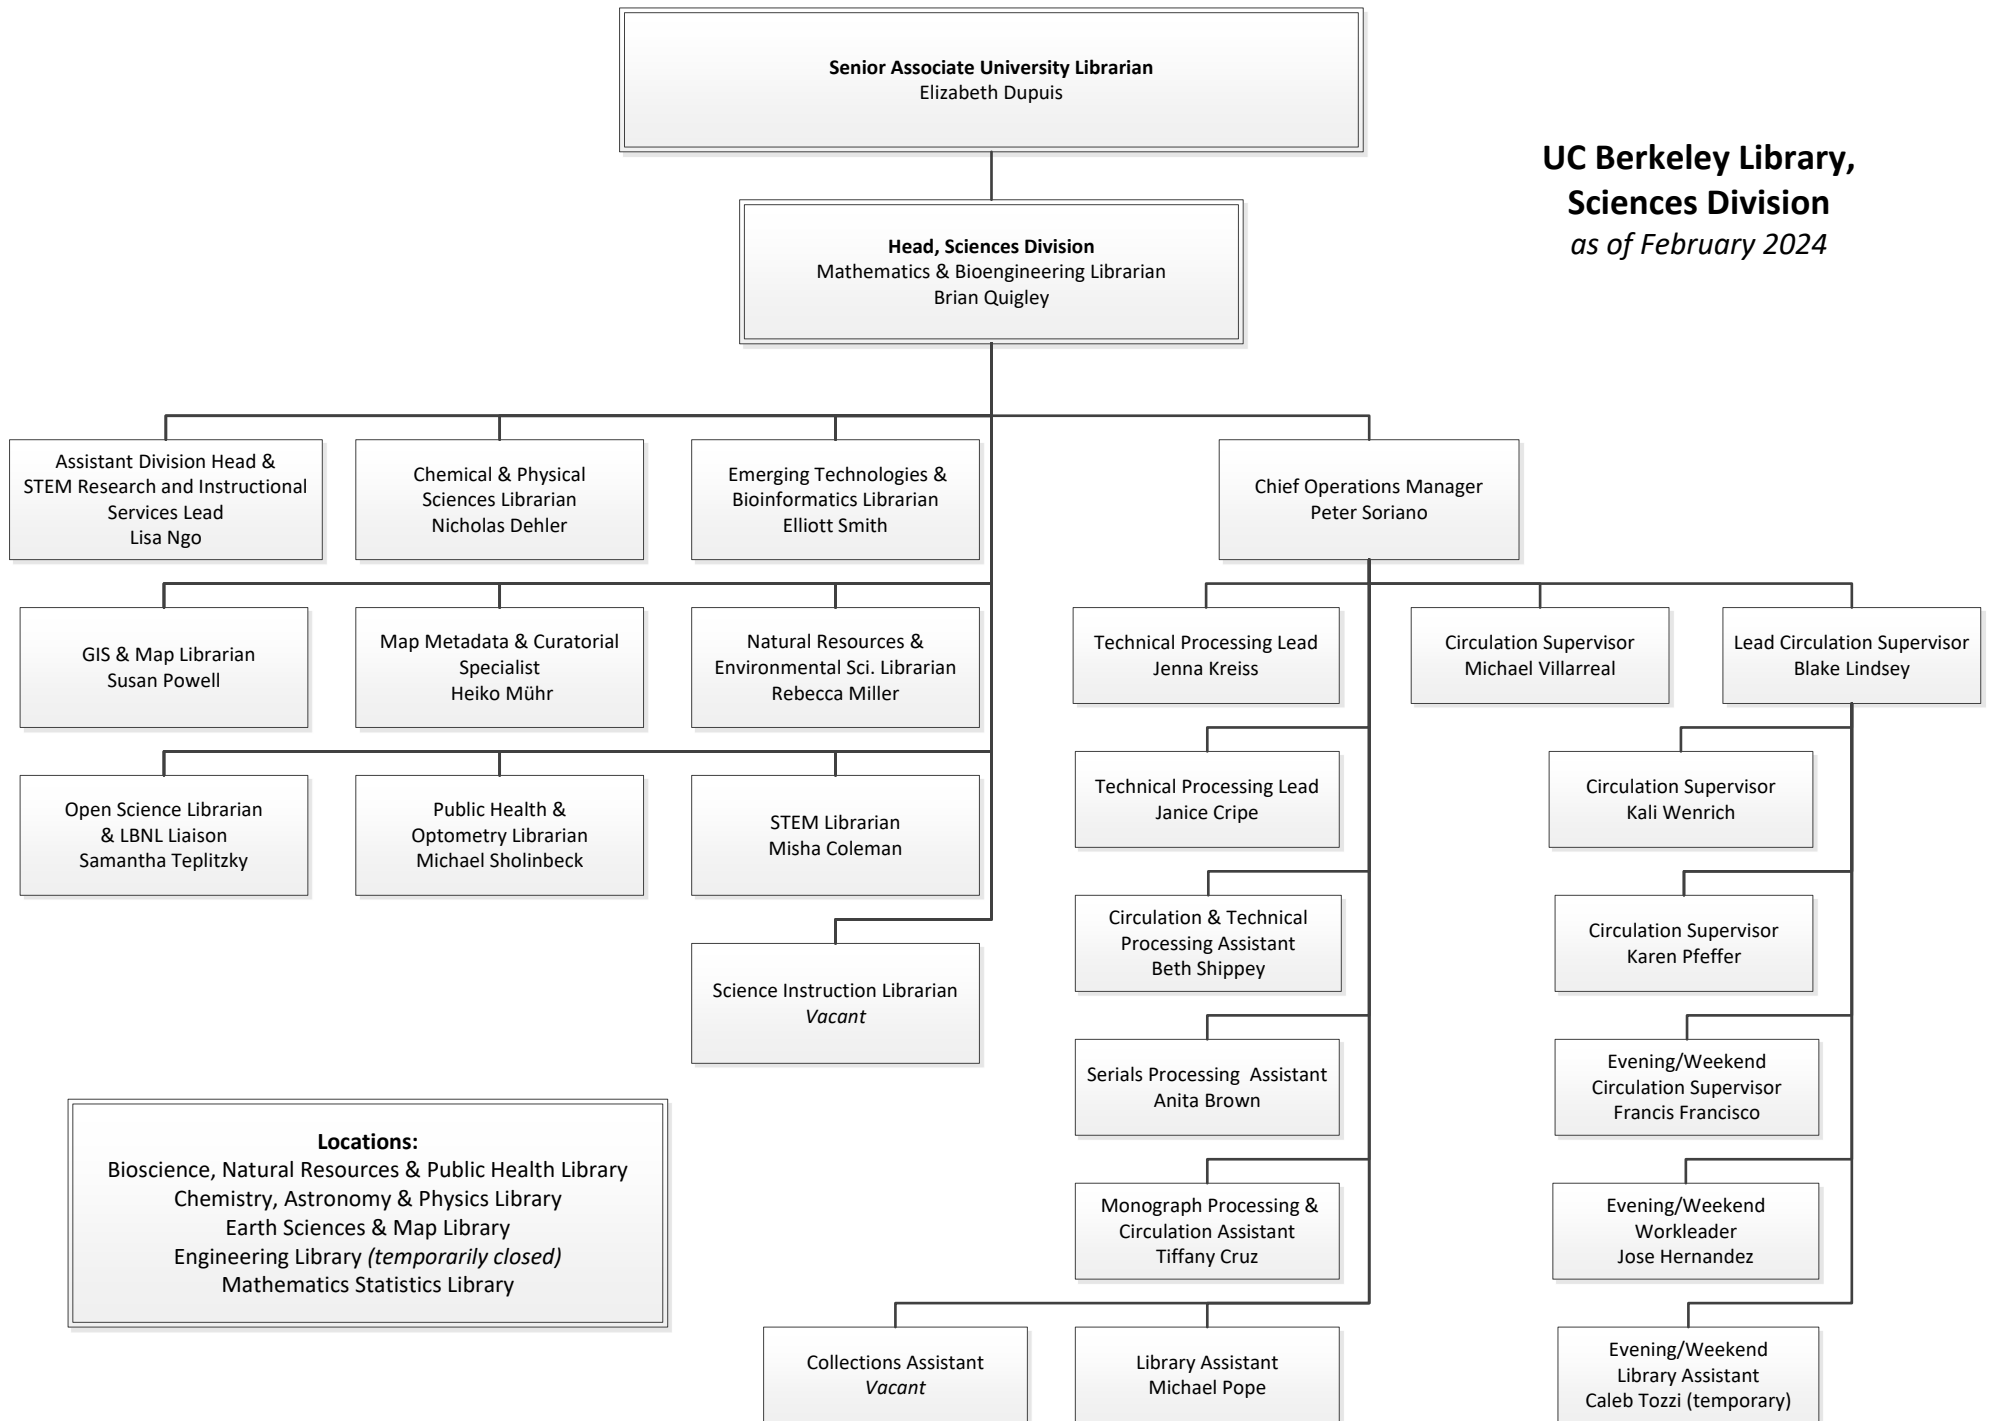 Senior Associate University Librarian
Elizabeth Dupuis
UC Berkeley Library,
Sciences Division
as of February 2024
Head, Sciences Division
Mathematics & Bioengineering Librarian
Brian Quigley
Assistant Division Head &
STEM Research and Instructional
Services Lead
Lisa Ngo
Chemical & Physical
Sciences Librarian
Nicholas Dehler
Emerging Technologies &
Bioinformatics Librarian
Elliott Smith
Chief Operations Manager
Peter Soriano
GIS & Map Librarian
Susan Powell
Map Metadata & Curatorial
Specialist
Heiko Mühr
Natural Resources &
Environmental Sci. Librarian
Rebecca Miller
Technical Processing Lead
Jenna Kreiss
Circulation Supervisor
Michael Villarreal
Lead Circulation Supervisor
Blake Lindsey
Open Science Librarian
& LBNL Liaison
Samantha Teplitzky
Public Health &
Optometry Librarian
Michael Sholinbeck
STEM Librarian
Misha Coleman
Technical Processing Lead
Janice Cripe
Circulation Supervisor
Kali Wenrich
Science Instruction Librarian
Vacant
Circulation & Technical
Processing Assistant
Beth Shippey
Circulation Supervisor
Karen Pfeffer
Serials Processing  Assistant
Anita Brown
Evening/Weekend
Circulation Supervisor
Francis Francisco
Locations:
Bioscience, Natural Resources & Public Health Library
Chemistry, Astronomy & Physics Library
Earth Sciences & Map Library
Engineering Library (temporarily closed)
Mathematics Statistics Library
Monograph Processing &
Circulation Assistant
Tiffany Cruz
Evening/Weekend
Workleader
Jose Hernandez
Collections Assistant
Vacant
Library Assistant
Michael Pope
Evening/Weekend
Library Assistant
Caleb Tozzi (temporary)